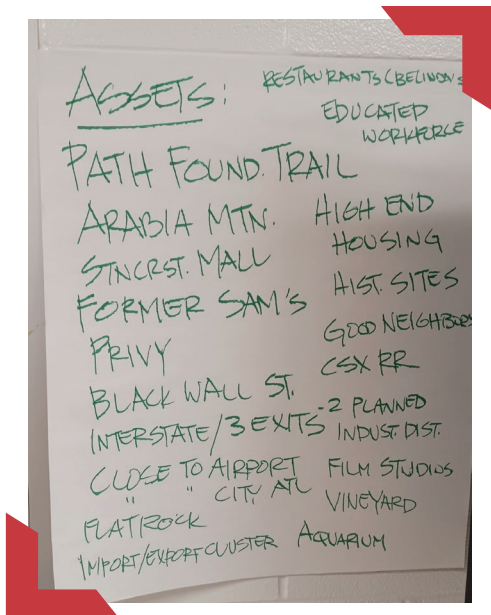 ASSETS:
PATH FOUND. TRAIL
ARABIA MTN.
STNCRST. MALL
FORMER SAM'S
PRIVY
BLACK WALL ST.
INTERSTATE/3 EXITS
CLOSE TO AIRPORT
" " CITY ATL
FLATROCK
IMPORT/EXPORT CLUSTER
RESTAURANTS (BELINDA'S
EDUCATED
WORKFORCE
HIGH END
HOUSING
HIST. SITES
GOOD NEIGHBORS
CSX RR
-2 PLANNED
INDUST. DIST.
FILM STUDIOS
VINEYARD
AQUARIUM